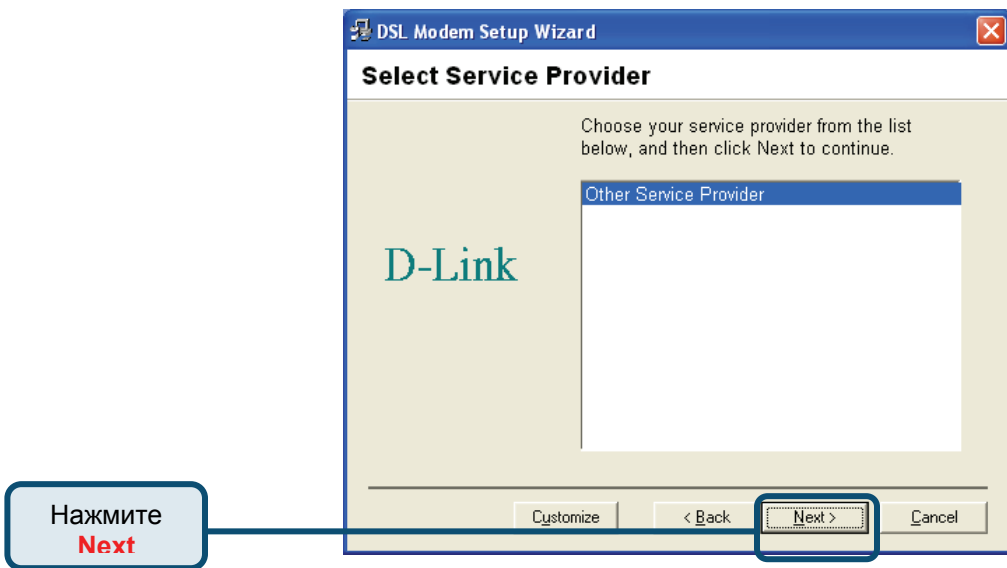 DSL Modem Setup Wizard
Select Service Provider
Choose your service provider from the list
below, and then click Next to continue.
Other Service Provider
D-Link
Customize
< Back
Next >
Cancel
Нажмите
Next